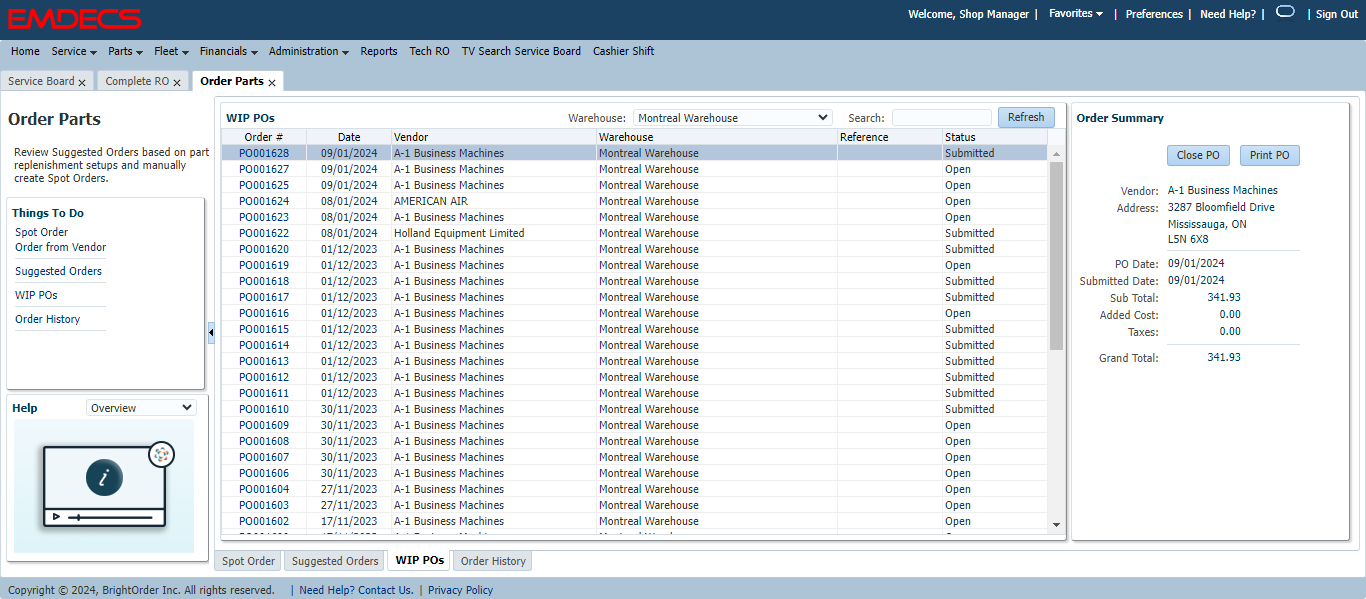 EMDECS
Welcome, Shop Manager | Favorites | Preferences | Need Help? | | Sign Out
Home Service Parts Fleet Financials Administration Reports Tech RO TV Search Service Board Cashier Shift
Service Board x Complete RO x Order Parts x
Order Parts
Review Suggested Orders based on part
replenishment setups and manually
create Spot Orders.
Things To Do
Spot Order
Order from Vendor
Suggested Orders
WIP POs
Order History
Help Overview
i
WIP POs Warehouse: Montreal Warehouse Search: Refresh
Order # Date Vendor Warehouse Reference Status
PO001628 09/01/2024 A-1 Business Machines Montreal Warehouse Submitted
PO001627 09/01/2024 A-1 Business Machines Montreal Warehouse Open
PO001625 09/01/2024 A-1 Business Machines Montreal Warehouse Open
PO001624 08/01/2024 AMERICAN AIR Montreal Warehouse Open
PO001623 08/01/2024 A-1 Business Machines Montreal Warehouse Open
PO001622 08/01/2024 Holland Equipment Limited Montreal Warehouse Submitted
PO001620 01/12/2023 A-1 Business Machines Montreal Warehouse Submitted
PO001619 01/12/2023 A-1 Business Machines Montreal Warehouse Open
PO001618 01/12/2023 A-1 Business Machines Montreal Warehouse Submitted
PO001617 01/12/2023 A-1 Business Machines Montreal Warehouse Submitted
PO001616 01/12/2023 A-1 Business Machines Montreal Warehouse Open
PO001615 01/12/2023 A-1 Business Machines Montreal Warehouse Submitted
PO001614 01/12/2023 A-1 Business Machines Montreal Warehouse Submitted
PO001613 01/12/2023 A-1 Business Machines Montreal Warehouse Submitted
PO001612 01/12/2023 A-1 Business Machines Montreal Warehouse Submitted
PO001611 01/12/2023 A-1 Business Machines Montreal Warehouse Submitted
PO001610 30/11/2023 A-1 Business Machines Montreal Warehouse Submitted
PO001609 30/11/2023 A-1 Business Machines Montreal Warehouse Open
PO001608 30/11/2023 A-1 Business Machines Montreal Warehouse Open
PO001607 30/11/2023 A-1 Business Machines Montreal Warehouse Open
PO001606 30/11/2023 A-1 Business Machines Montreal Warehouse Open
PO001604 27/11/2023 A-1 Business Machines Montreal Warehouse Open
PO001603 27/11/2023 A-1 Business Machines Montreal Warehouse Open
PO001602 17/11/2023 A-1 Business Machines Montreal Warehouse Open
Spot Order Suggested Orders WIP POs Order History
Order Summary
Close PO Print PO
Vendor: A-1 Business Machines
Address: 3287 Bloomfield Drive
Mississauga, ON
L5N 6X8
PO Date: 09/01/2024
Submitted Date: 09/01/2024
Sub Total: 341.93
Added Cost: 0.00
Taxes: 0.00
Grand Total: 341.93
Copyright © 2024, BrightOrder Inc. All rights reserved. | Need Help? Contact Us. | Privacy Policy